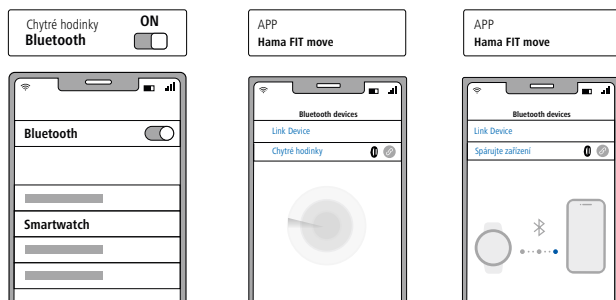 Chytré hodinky
Bluetooth
ON
Bluetooth
Smartwatch
APP
Hama FIT move
Bluetooth devices
Link Device
Chytré hodinky
APP
Hama FIT move
Bluetooth devices
Link Device
Spárujte zařízení